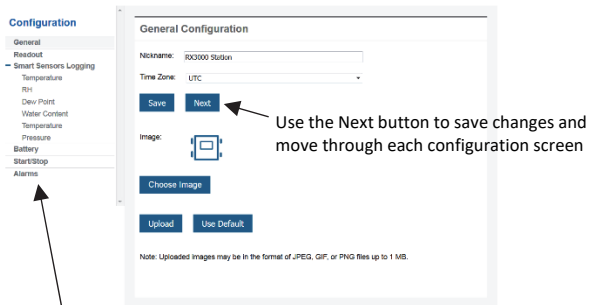 Configuration
General
Readout
Smart Sensors Logging
Temperature
RH
Dew Point
Water Content
Temperature
Pressure
Battery
Start/Stop
Alarms
General Configuration
Nickname: RX3000 Station
Time Zone: UTC
Save Next
Use the Next button to save changes and
move through each configuration screen
Image:
Choose Image
Upload Use Default
Note: Uploaded images may be in the format of JPEG, GIF, or PNG files up to 1 MB.